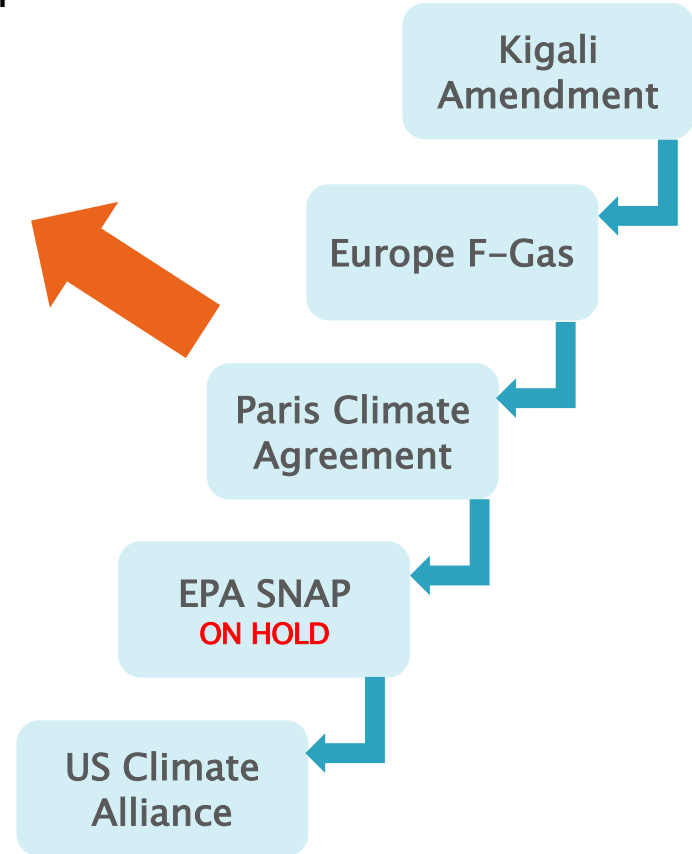 Kigali
Amendment
Europe F-Gas
Paris Climate
Agreement
EPA SNAP
ON HOLD
US Climate
Alliance